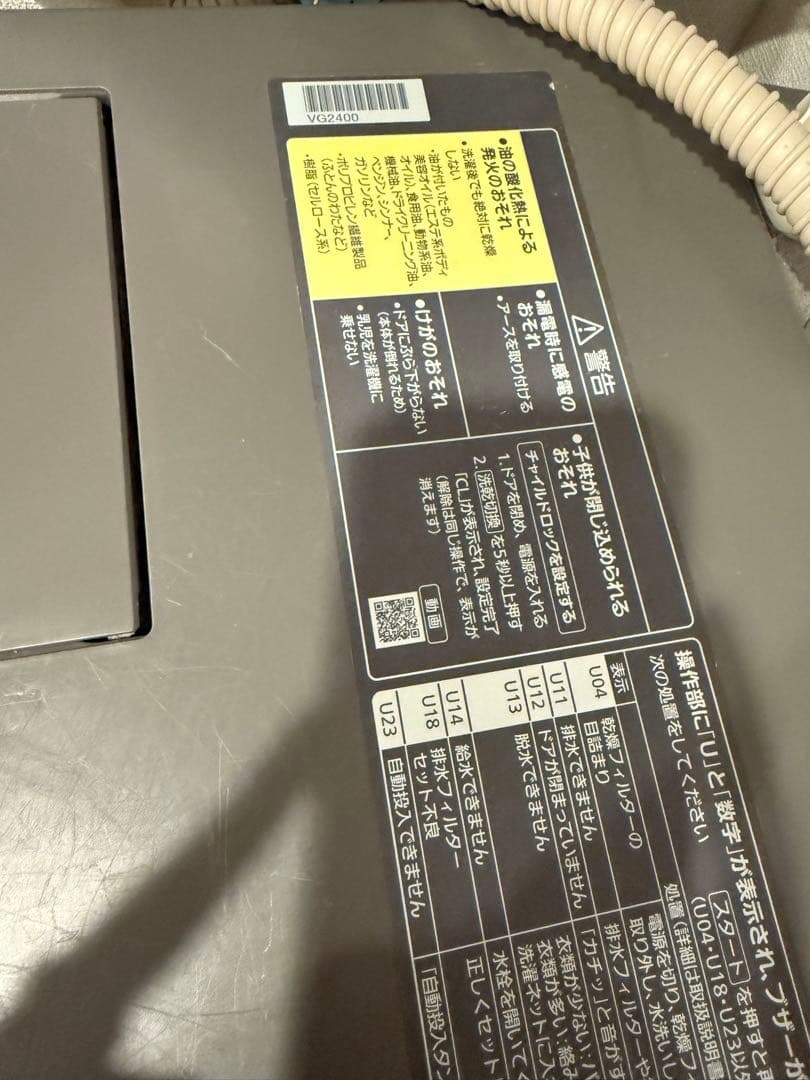 VG2400
⚠警告
●油の酸化熱による
発火のおそれ
・洗濯後でも絶対に乾燥
しない
・油が付いたもの
美容オイル(エステ系ボディ
オイル)、食用油、動物系油、
機械油、ドライクリーニング油、
ベンジン、シンナー、
ガソリンなど
・ポリプロピレン繊維製品
(ふとんのわたなど)
・樹脂(セルロース系)
●漏電時に感電の
おそれ
・アースを取り付ける
●けがのおそれ
・ドアにぶら下がらない
(本体が倒れるため)
・乳児を洗濯機に
乗せない
●子供が閉じ込められる
おそれ
チャイルドロックを設定する
1.ドアを閉め、電源を入れる
2.洗乾切換を5秒以上押す
「CL」が表示され、設定完了
(解除は同じ操作で、表示が
消えます)
動画
操作部に「U」と「数字」が表示され、ブザーが
次の処置をしてください
スタートを押すと再
(U04・U18・U23以
表示
処置(詳細は取扱説明書
U04 乾燥フィルターの
目詰まり
電源を切り、乾燥フ
取り外し、水洗いし
U11 排水できません
排水フィルターや
U12 ドアが閉まっていません
「カチッ」と音がす
U13 脱水できません
衣類が少ない:バ
衣類が多い:絡み
洗濯ネットに入
U14 給水できません
水栓を開いてく
U18 排水フィルター
セット不良
正しくセット
U23 自動投入できません
「自動投入タン